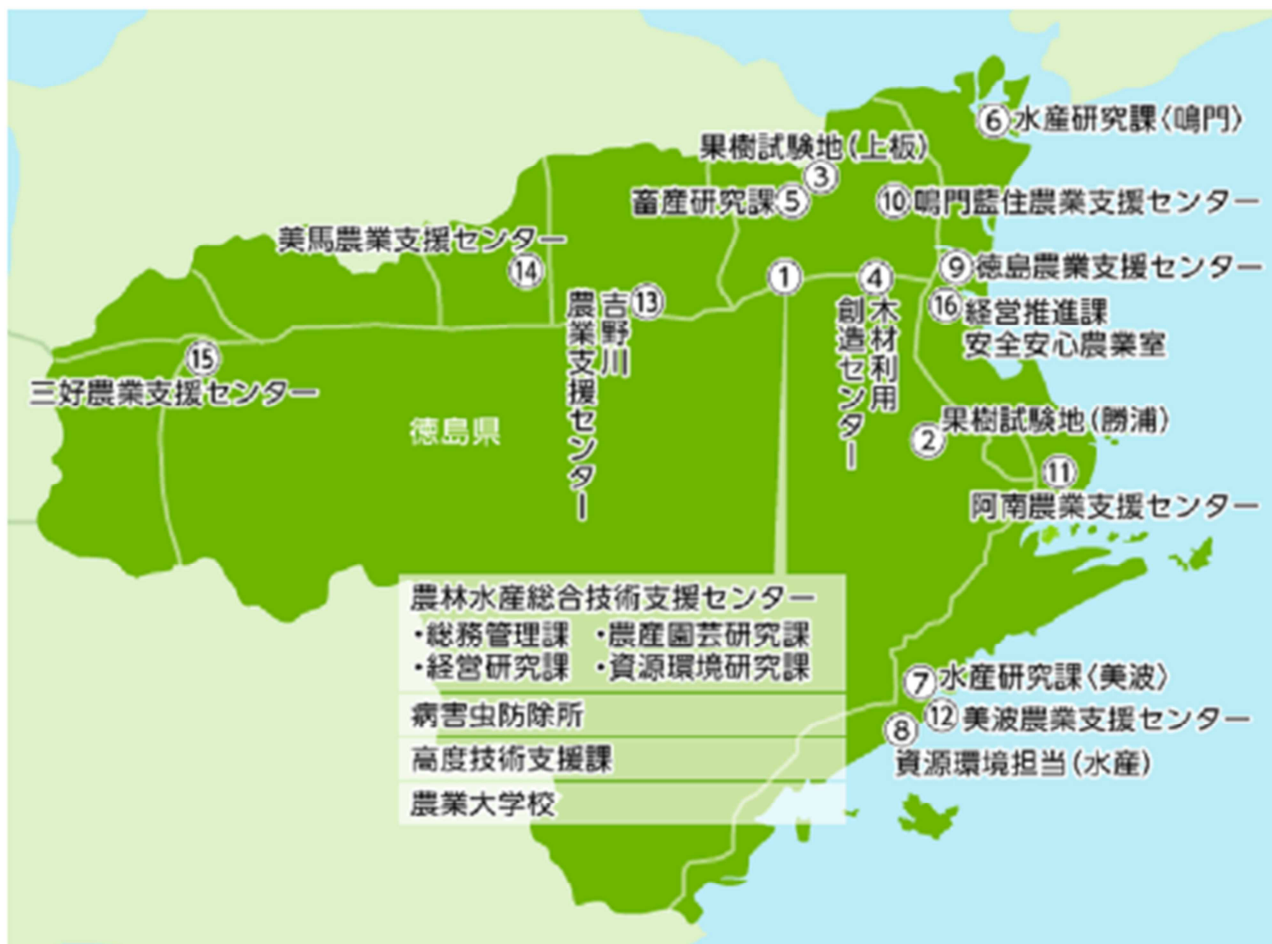 ⑥水産研究課〈鳴門〉
果樹試験地(上板)
③
畜産研究課⑤
⑩鳴門藍住農業支援センター
美馬農業支援センター
⑭
⑨徳島農業支援センター
①
④
木材利用
創造センター
⑬
吉野川
農業支援センター
⑯経営推進課
安全安心農業室
⑮
三好農業支援センター
徳島県
果樹試験地(勝浦)
②
⑪
阿南農業支援センター
農林水産総合技術支援センター
・総務管理課 ・農産園芸研究課
・経営研究課 ・資源環境研究課
病害虫防除所
高度技術支援課
農業大学校
⑦水産研究課〈美波〉
⑫美波農業支援センター
⑧
資源環境担当(水産)